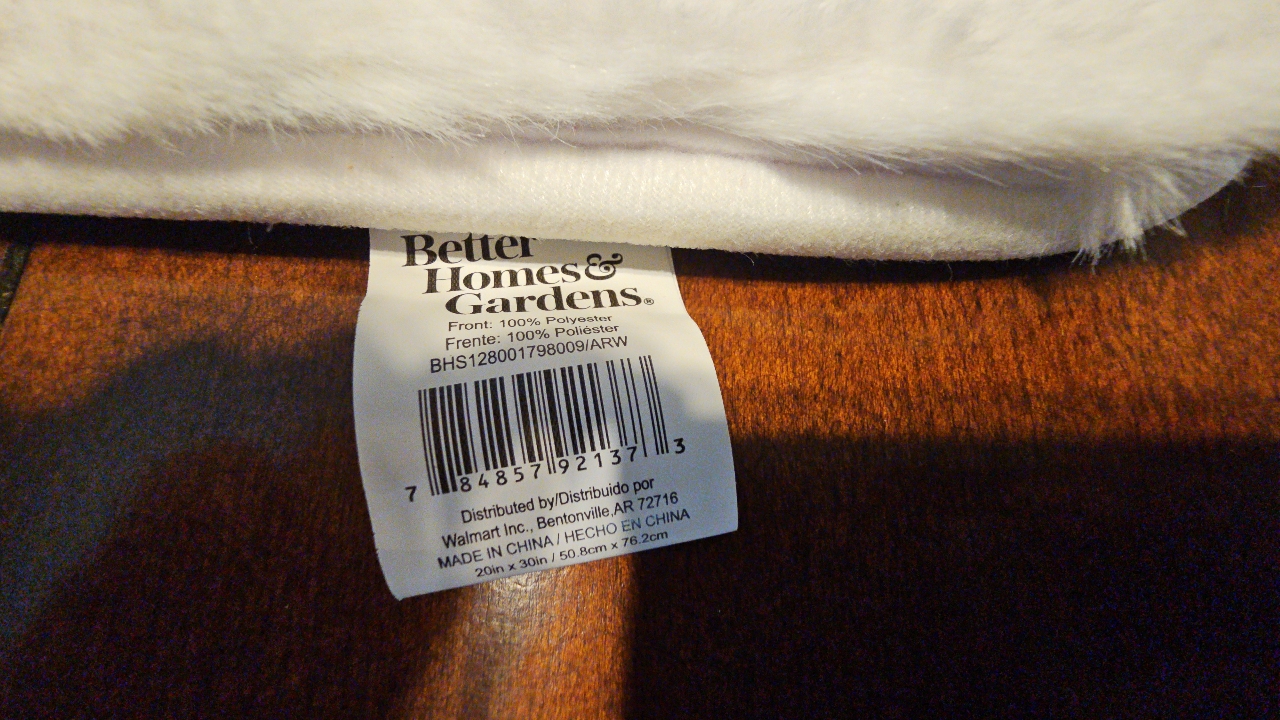 Better
Homes&
Gardens®
Front: 100% Polyester
Frente: 100% Poliéster
BHS128001798009/ARW
7 84857 92137 3
Distributed by/Distribuido por
Walmart Inc., Bentonville,AR 72716
MADE IN CHINA / HECHO EN CHINA
20in x 30in / 50.8cm x 76.2cm